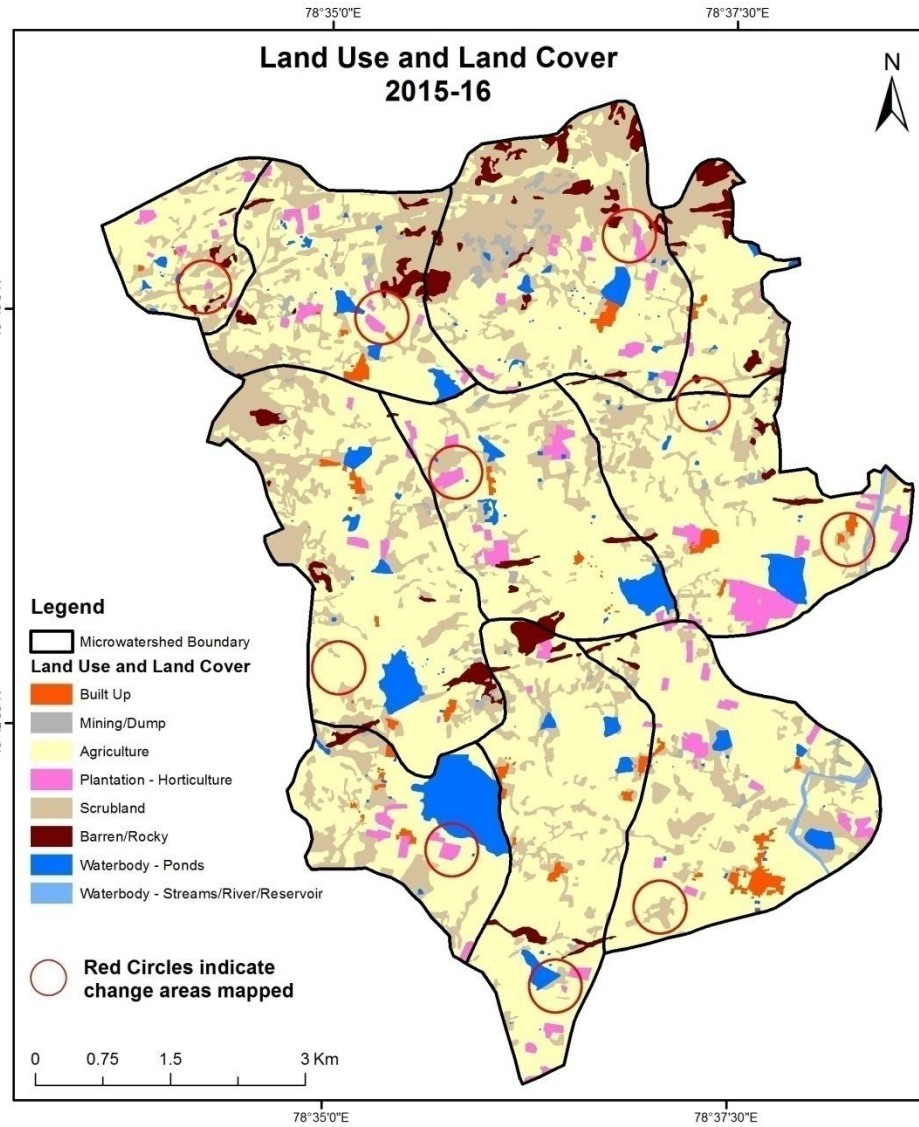 78°35'0"E
78°37'30"E
Land Use and Land Cover
2015-16
N
Legend
Microwatershed Boundary
Land Use and Land Cover
Built Up
Mining/Dump
Agriculture
Plantation - Horticulture
Scrubland
Barren/Rocky
Waterbody - Ponds
Waterbody - Streams/River/Reservoir
Red Circles indicate
change areas mapped
0 0.75 1.5 3 Km
78°35'0"E
78°37'30"E